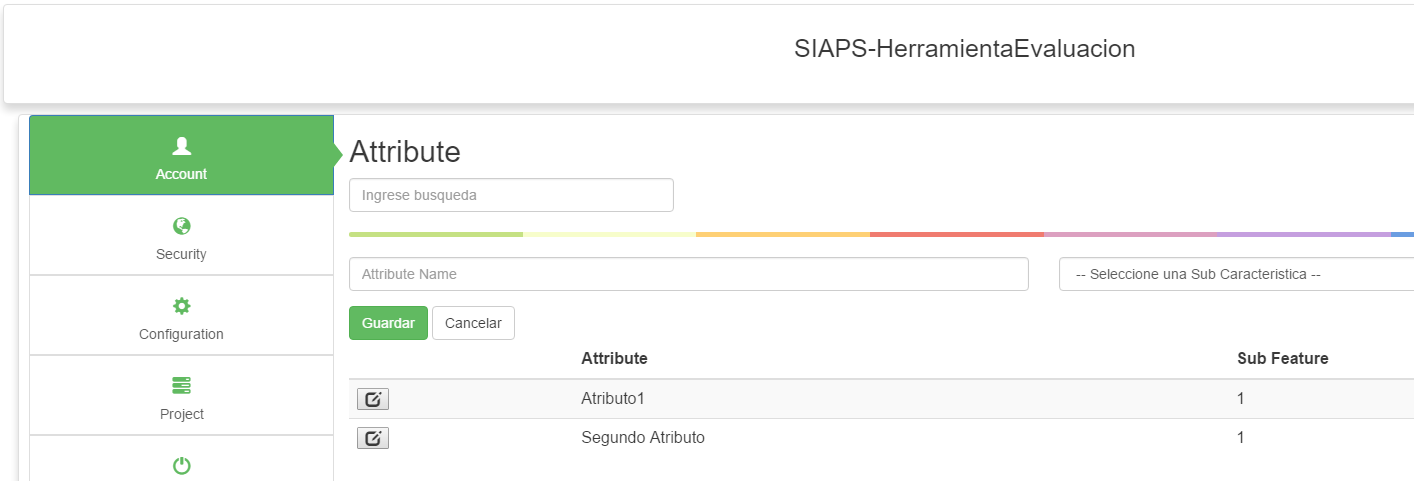 SIAPS-HerramientaEvaluacion
Account
Security
Configuration
Project
Attribute
Ingrese busqueda
Attribute Name
-- Seleccione una Sub Caracteristica --
Guardar
Cancelar
Attribute
Sub Feature
Atributo1
1
Segundo Atributo
1